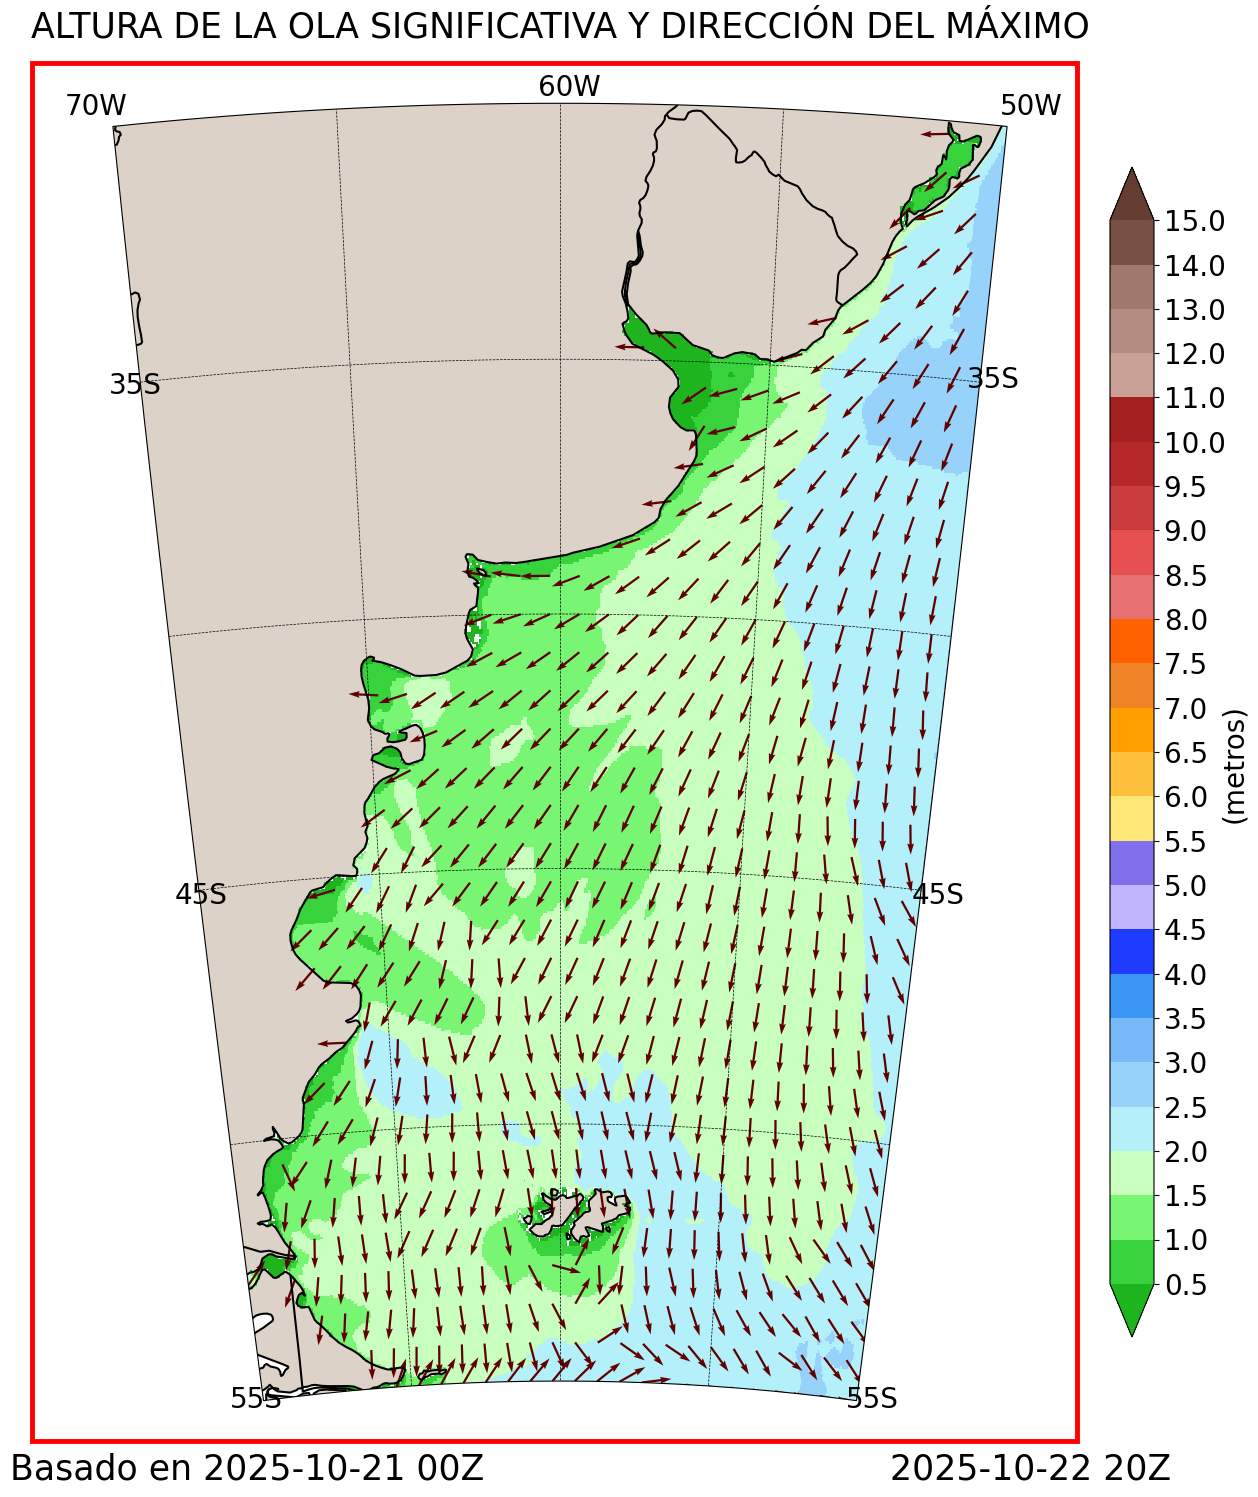 ALTURA DE LA OLA SIGNIFICATIVA Y DIRECCIÓN DEL MÁXIMO
70W
60W
50W
35S
35S
45S
45S
55S
55S
15.0
14.0
13.0
12.0
11.0
10.0
9.5
9.0
8.5
8.0
7.5
7.0
6.5
6.0
5.5
5.0
4.5
4.0
3.5
3.0
2.5
2.0
1.5
1.0
0.5
(metros)
Basado en 2025-10-21 00Z
2025-10-22 20Z